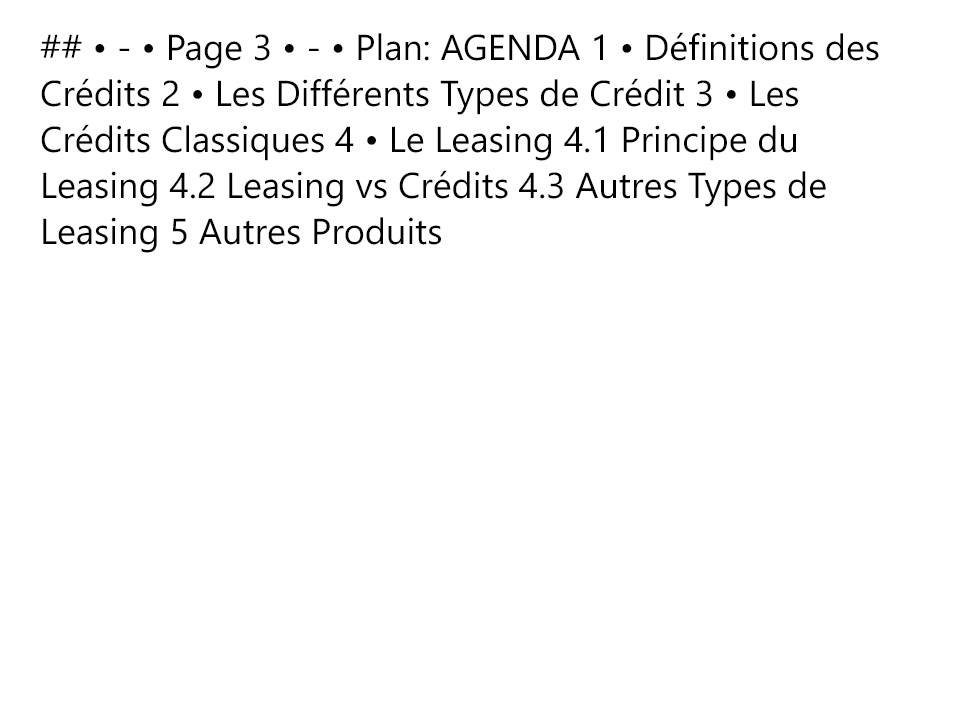 ## • - • Page 3 • - • Plan: AGENDA 1 • Définitions des
Crédits 2 • Les Différents Types de Crédit 3 • Les
Crédits Classiques 4 • Le Leasing 4.1 Principe du
Leasing 4.2 Leasing vs Crédits 4.3 Autres Types de
Leasing 5 Autres Produits